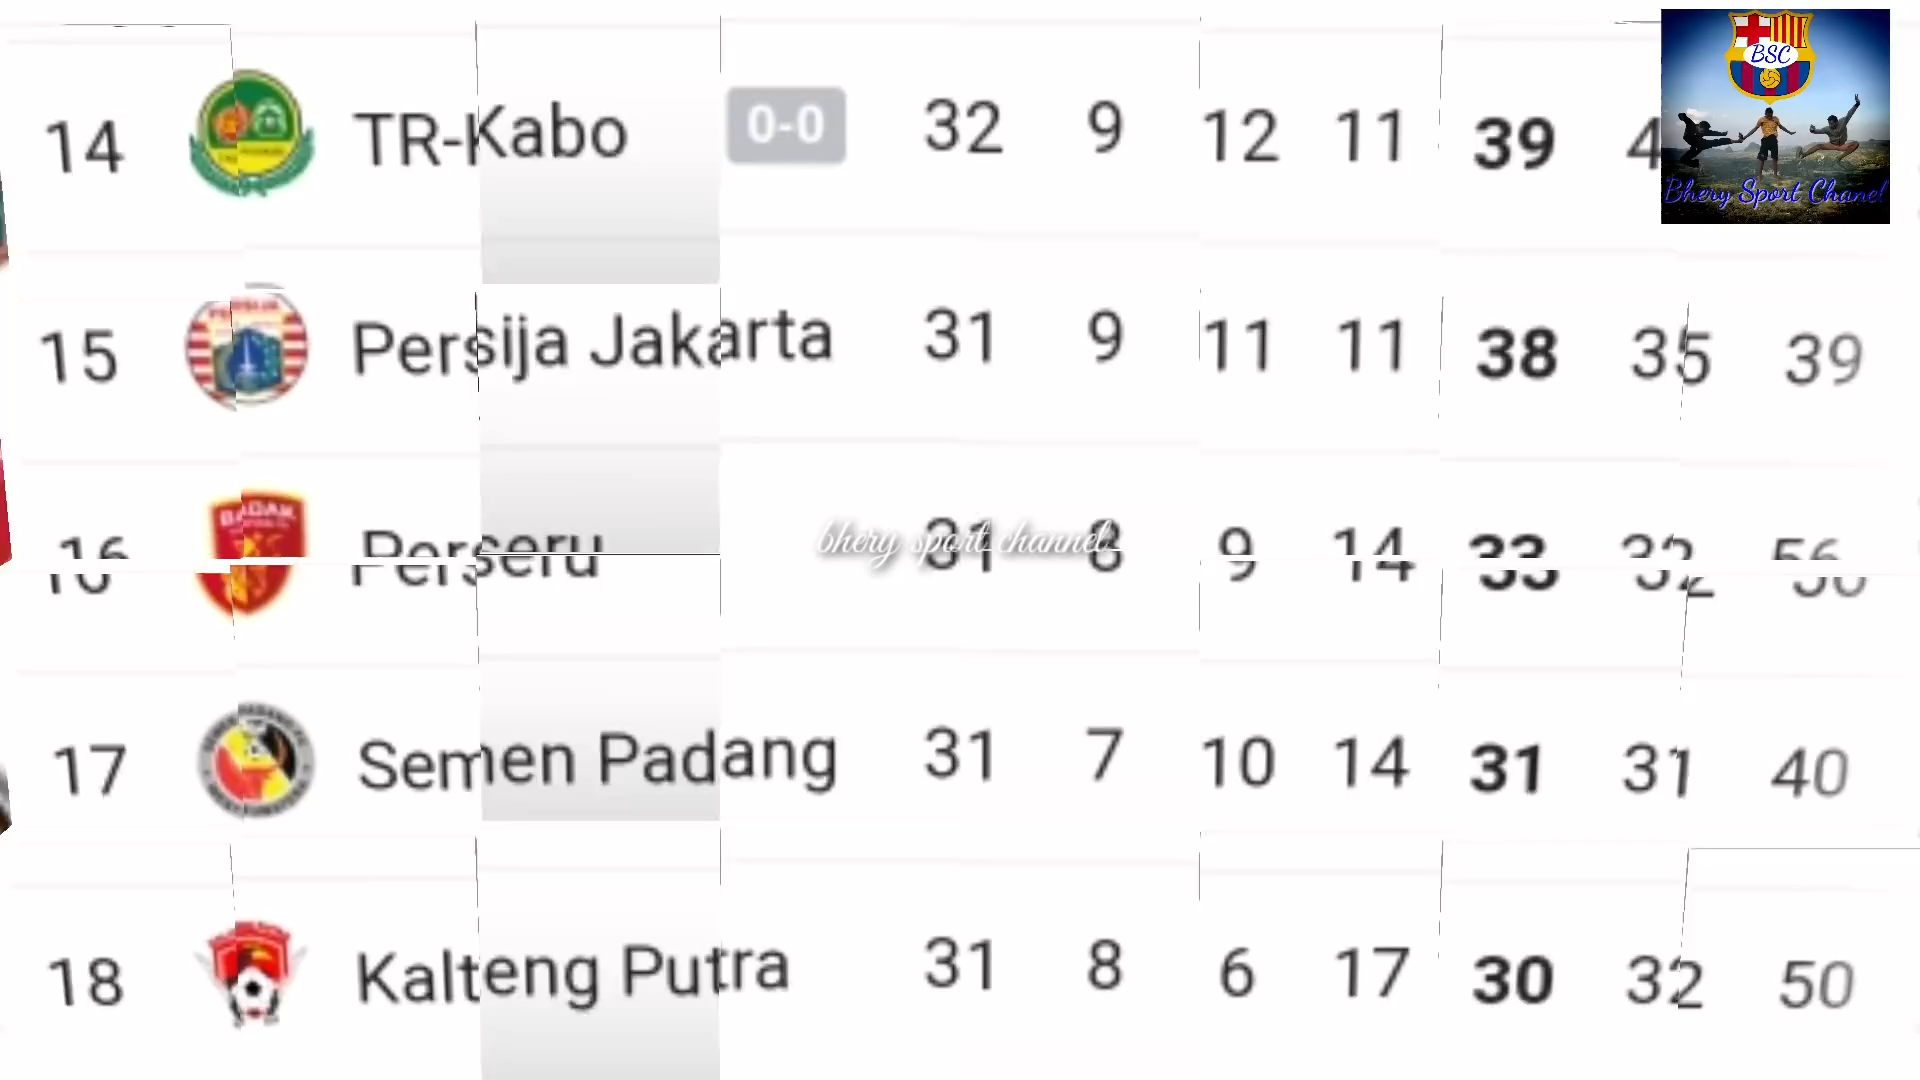 14 TR-Kabo 0-0 32 9 12 11 39 4
BSC
Bhery Sport Chanel
15 Persija Jakarta 31 9 11 11 38 35 39
16 BADAK Perseru 31 8 9 14 33 32 56
bhery sport channel
17 Semen Padang 31 7 10 14 31 31 40
18 Kalteng Putra 31 8 6 17 30 32 50